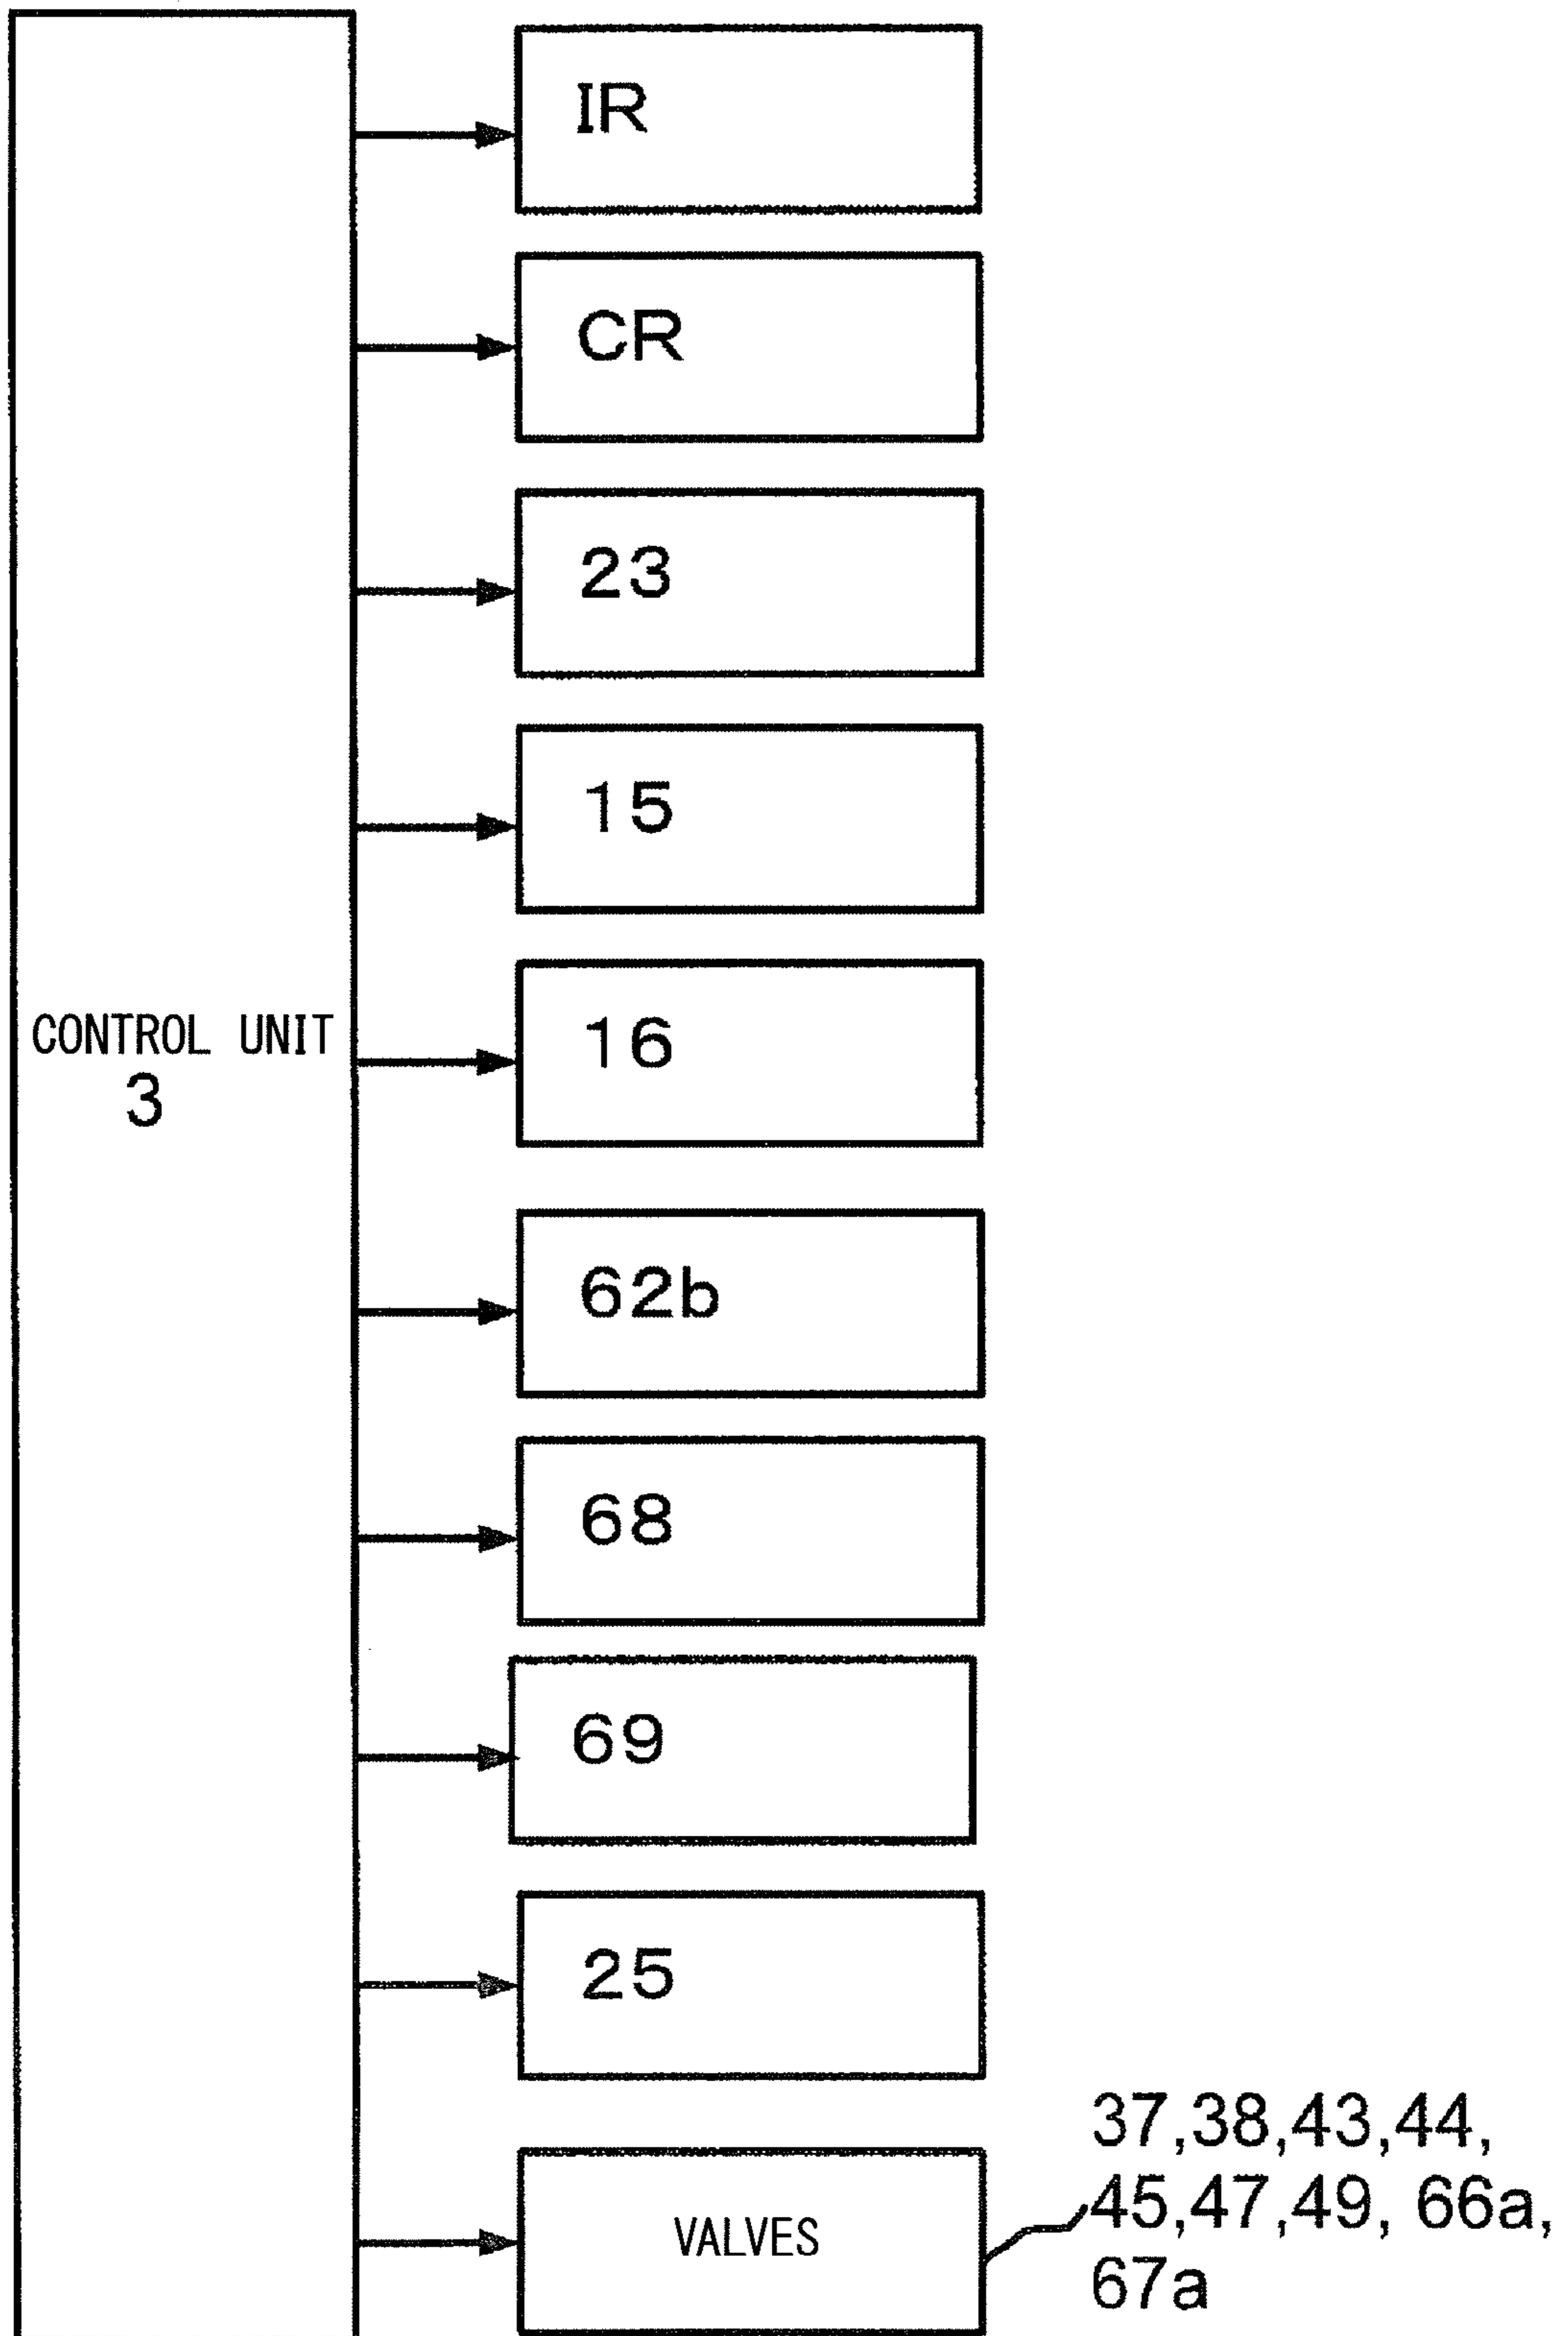 IR
CR
23
15
16
CONTROL UNIT
3
62b
68
69
25
VALVES
37,38,43,44,
45,47,49, 66a,
67a